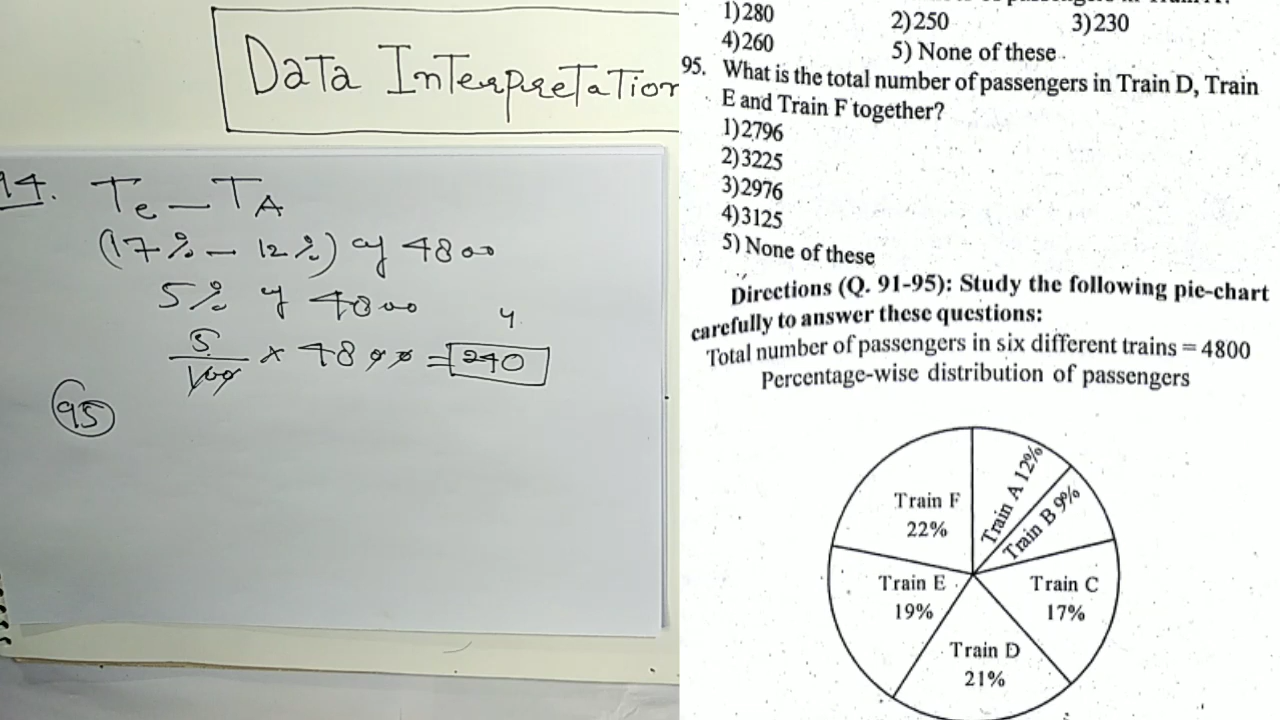 Data Interpretation
94. Te - TA
(17% - 12%) of 4800
5% of 4800
5/100 × 4800 = 240
4
95
1)280 2)250 3)230
4)260 5) None of these
95. What is the total number of passengers in Train D, Train
E and Train F together?
1)2796
2)3225
3)2976
4)3125
5) None of these
Directions (Q. 91-95): Study the following pie-chart
carefully to answer these questions:
Total number of passengers in six different trains = 4800
Percentage-wise distribution of passengers
Train A 12%
Train B 9%
Train C
17%
Train D
21%
Train E
19%
Train F
22%